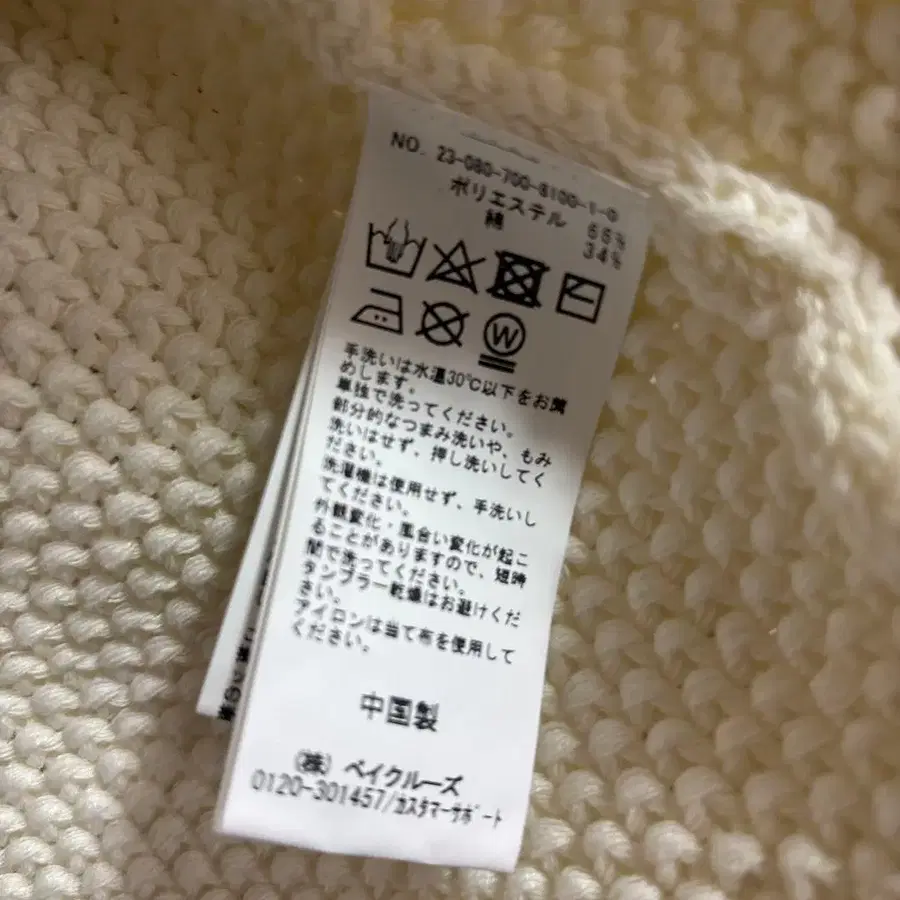 NO. 23-080-700-8100-1-0
ポリエステル 66%
綿 34%
W
手洗いは水温30℃以下をお薦
めします。
単独で洗ってください。
部分的なつまみ洗いや、もみ
洗いはせず、押し洗いしてく
ださい。
洗濯機は使用せず、手洗いし
てください。
外観変化・風合い変化が起こ
ることがありますので、短時
間で洗ってください。
タンブラー乾燥はお避けくだ
さい。
アイロンは当て布を使用して
ください。
中国製
(株) ベイクルーズ
0120-301457/カスタマーサポート